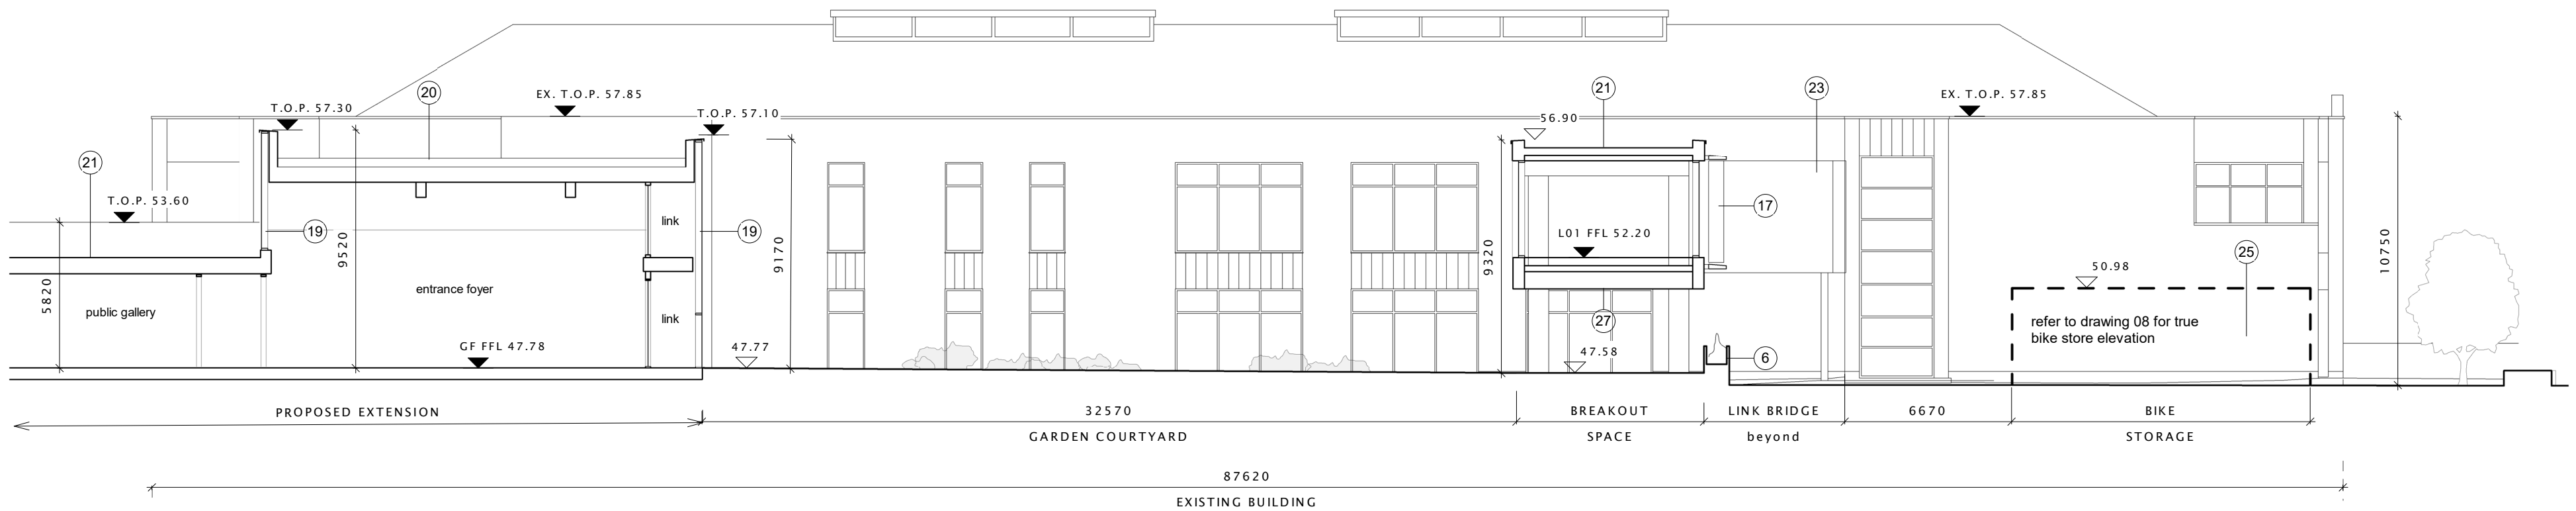 20
21
23
T.O.P. 57.30
EX. T.O.P. 57.85
T.O.P. 57.10
56.90
EX. T.O.P. 57.85
21
T.O.P. 53.60
19
link
19
17
5820
9520
9170
9320
L01 FFL 52.20
10750
25
50.98
public gallery
entrance foyer
link
27
refer to drawing 08 for true
bike store elevation
GF FFL 47.78
47.77
47.58
6
PROPOSED EXTENSION
32570
GARDEN COURTYARD
BREAKOUT
SPACE
LINK BRIDGE
beyond
6670
BIKE
STORAGE
87620
EXISTING BUILDING